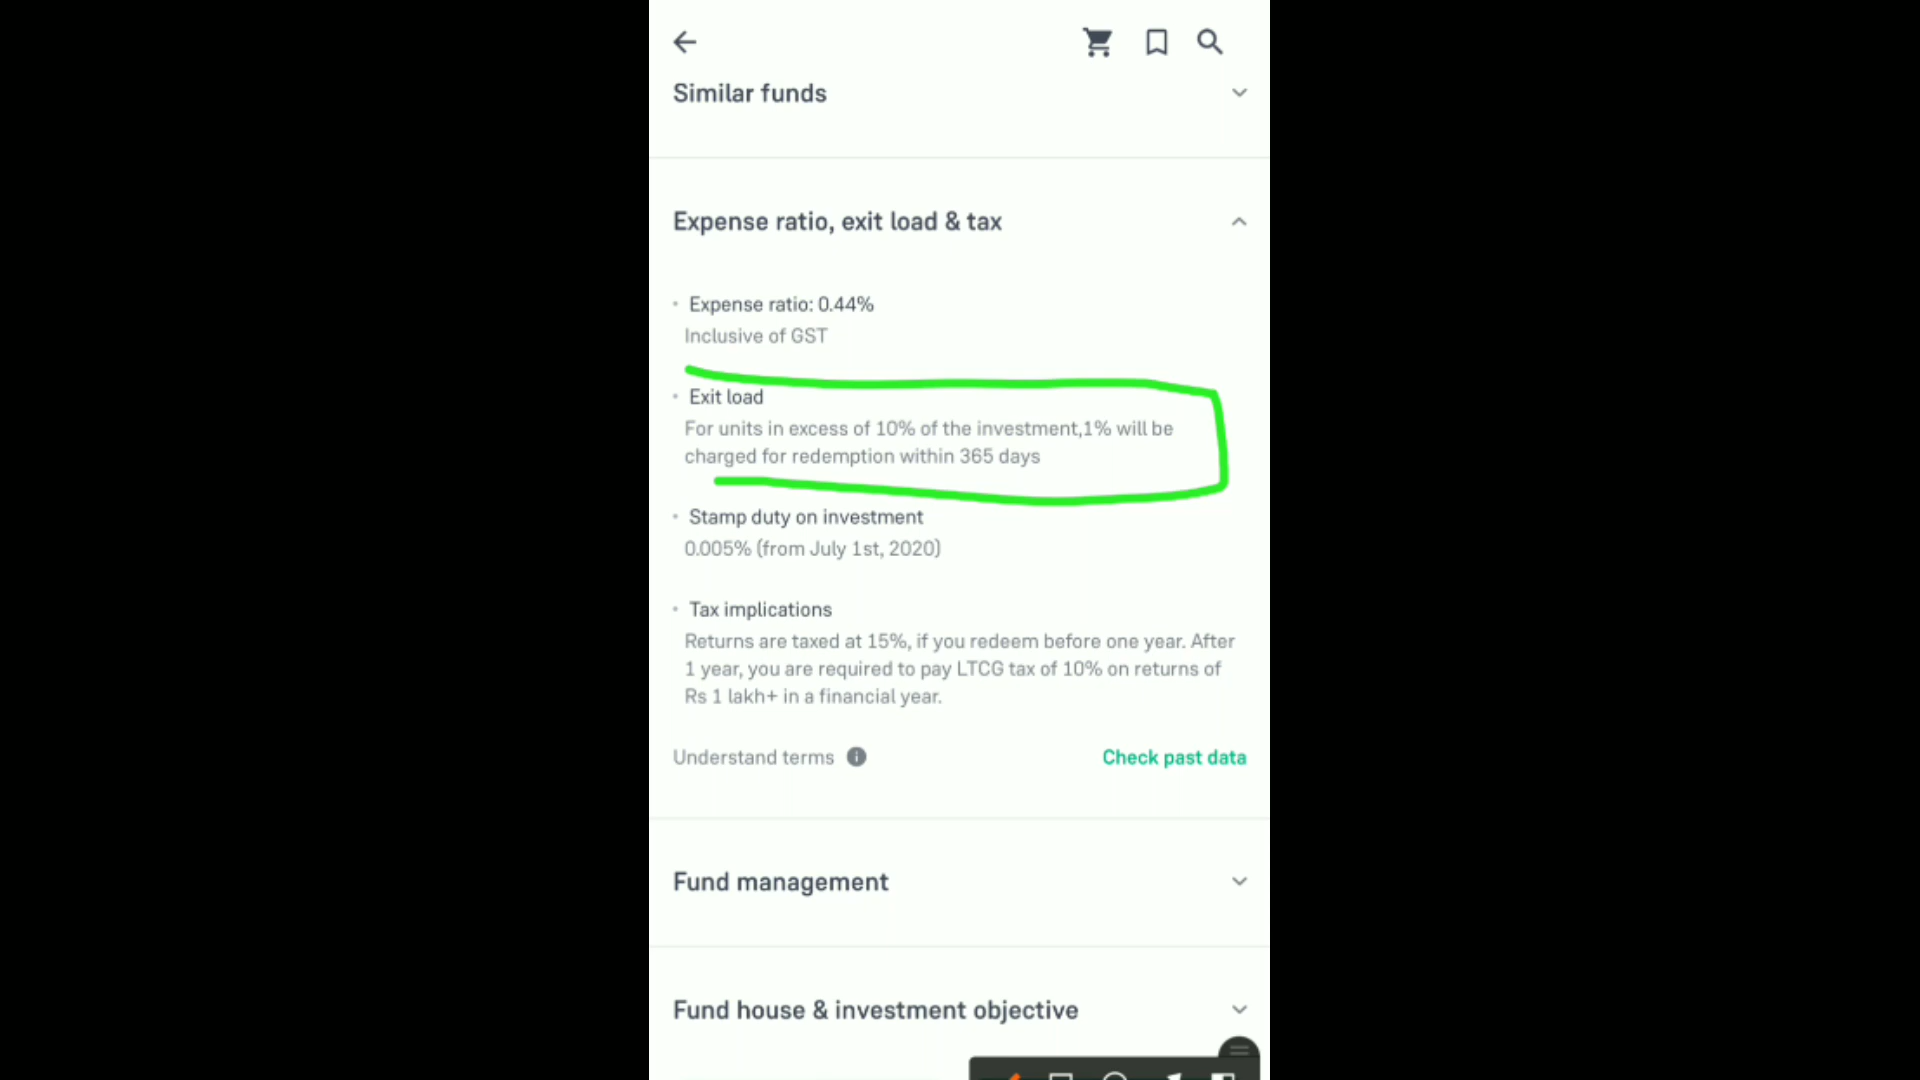 Similar funds
Expense ratio, exit load & tax
• Expense ratio: 0.44%
Inclusive of GST
• Exit load
For units in excess of 10% of the investment,1% will be
charged for redemption within 365 days
• Stamp duty on investment
0.005% (from July 1st, 2020)
• Tax implications
Returns are taxed at 15%, if you redeem before one year. After
1 year, you are required to pay LTCG tax of 10% on returns of
Rs 1 lakh+ in a financial year.
Understand terms
Check past data
Fund management
Fund house & investment objective